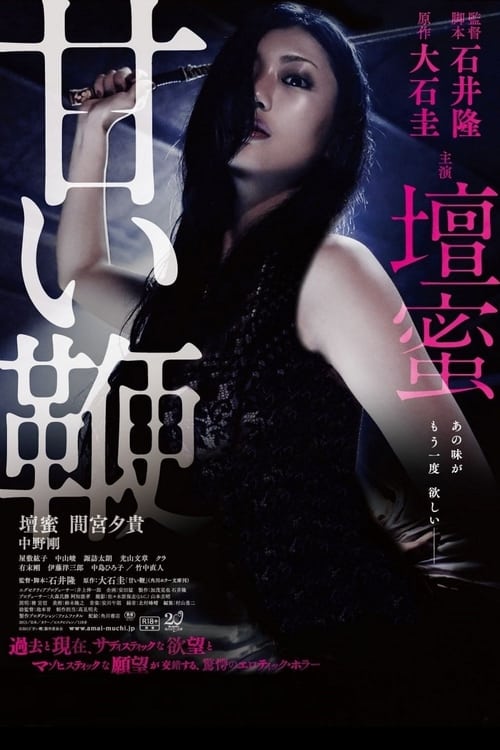 監督
脚本 石井隆
原作 大石圭
主演 壇蜜
甘い鞭
あの味が
もう一度 欲しい――
壇蜜 間宮夕貴
中野剛
屋敷紘子 中山峻 諏訪太朗 光山文章 クラ
有末剛 伊藤洋三郎 中島ひろ子／竹中直人
監督・脚本:石井隆 原作:大石圭
www.amai-muchi.jp
R18+
20
過去と現在、サディスティックな欲望と
マゾヒスティックな願望が交錯する、驚愕のエロティック・ホラー